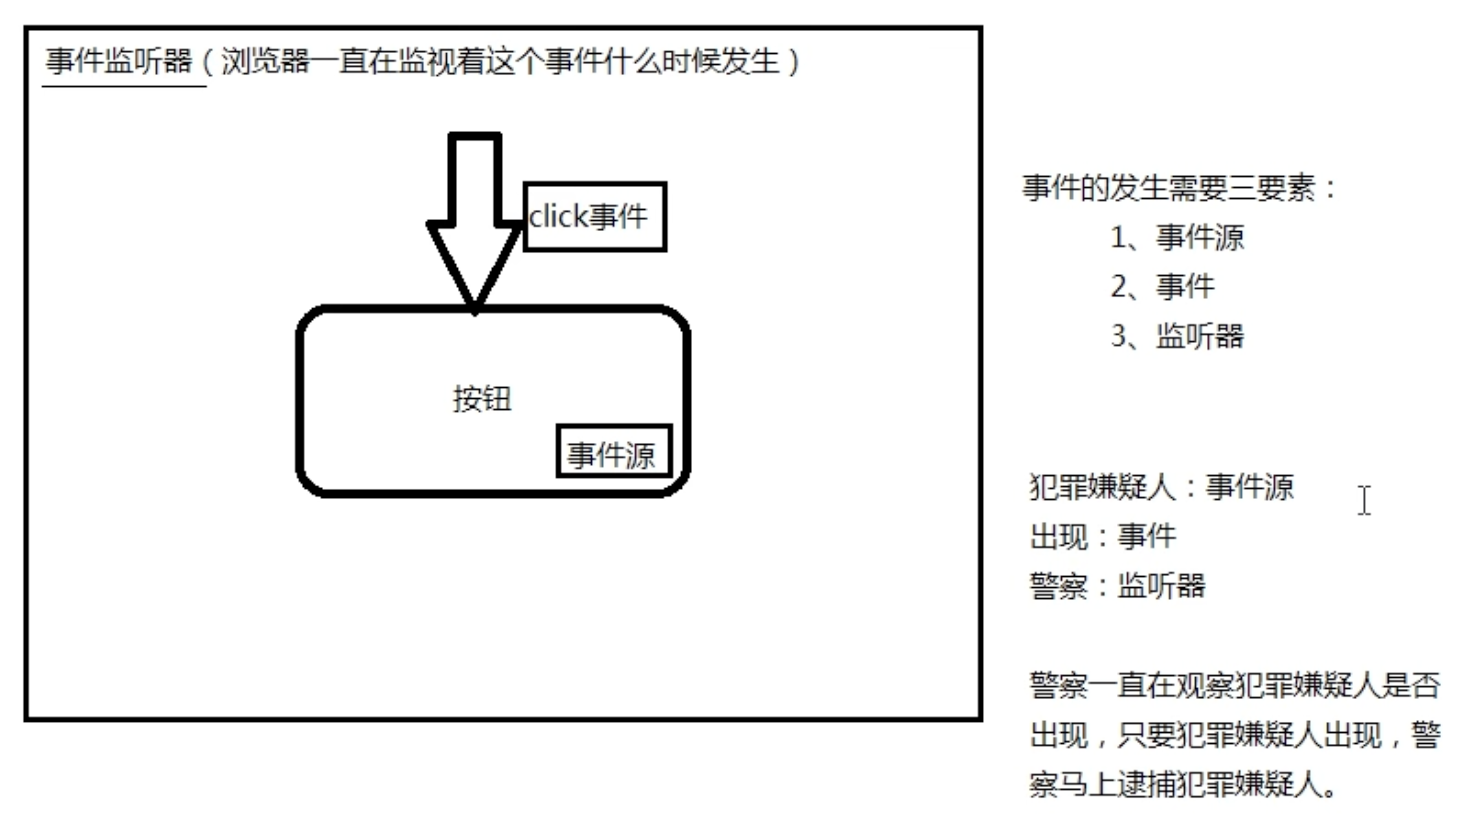 事件监听器（浏览器一直在监视着这个事件什么时候发生）
click事件
按钮
事件源
事件的发生需要三要素：
1、事件源
2、事件
3、监听器
犯罪嫌疑人：事件源
出现：事件
警察：监听器
警察一直在观察犯罪嫌疑人是否
出现，只要犯罪嫌疑人出现，警
察马上逮捕犯罪嫌疑人。